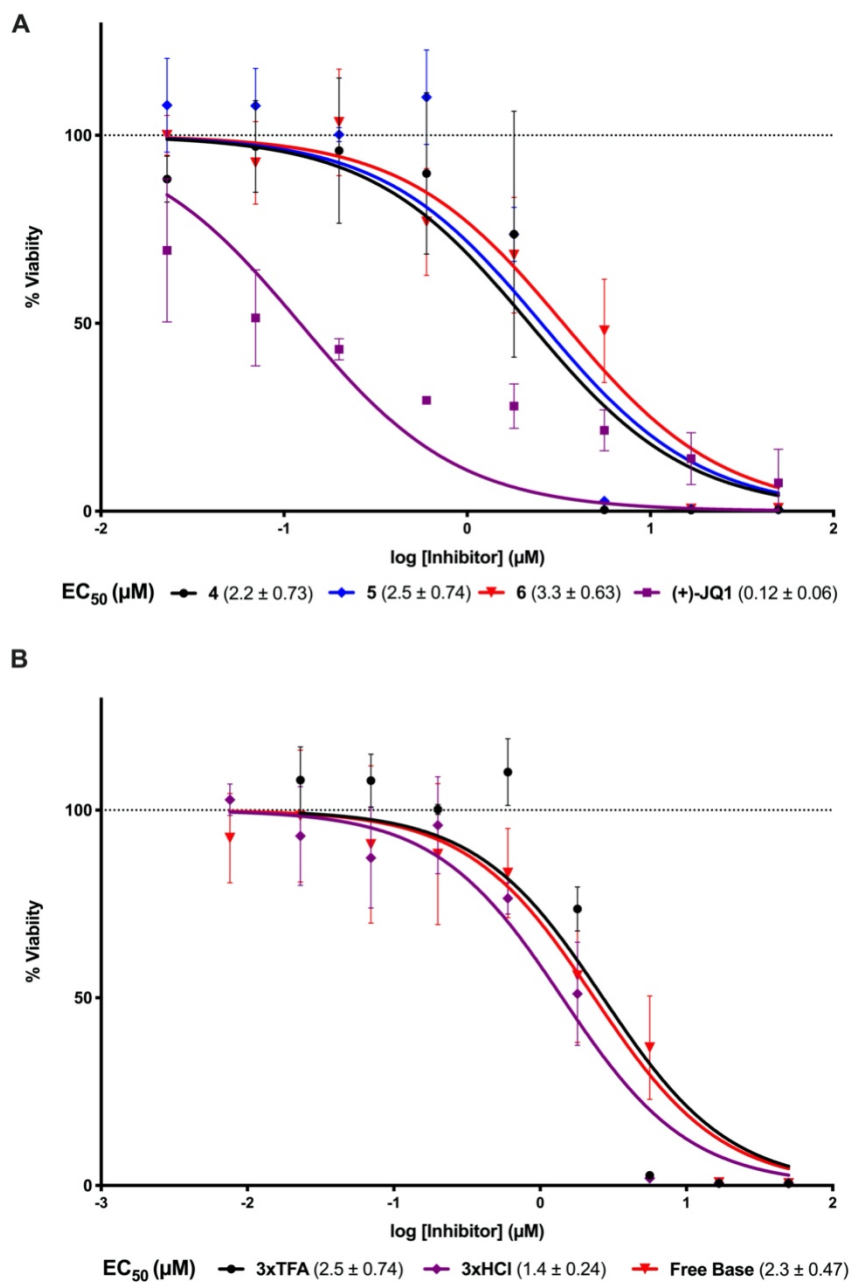 A
100
50
0
% Viabiity
-2
-1
0
1
2
log [Inhibitor] (µM)
EC50 (µM) 4 (2.2 ± 0.73) 5 (2.5 ± 0.74) 6 (3.3 ± 0.63) (+)-JQ1 (0.12 ± 0.06)
B
100
50
0
% Viabiity
-3
-2
-1
0
1
2
log [Inhibitor] (µM)
EC50 (µM) 3xTFA (2.5 ± 0.74) 3xHCl (1.4 ± 0.24) Free Base (2.3 ± 0.47)